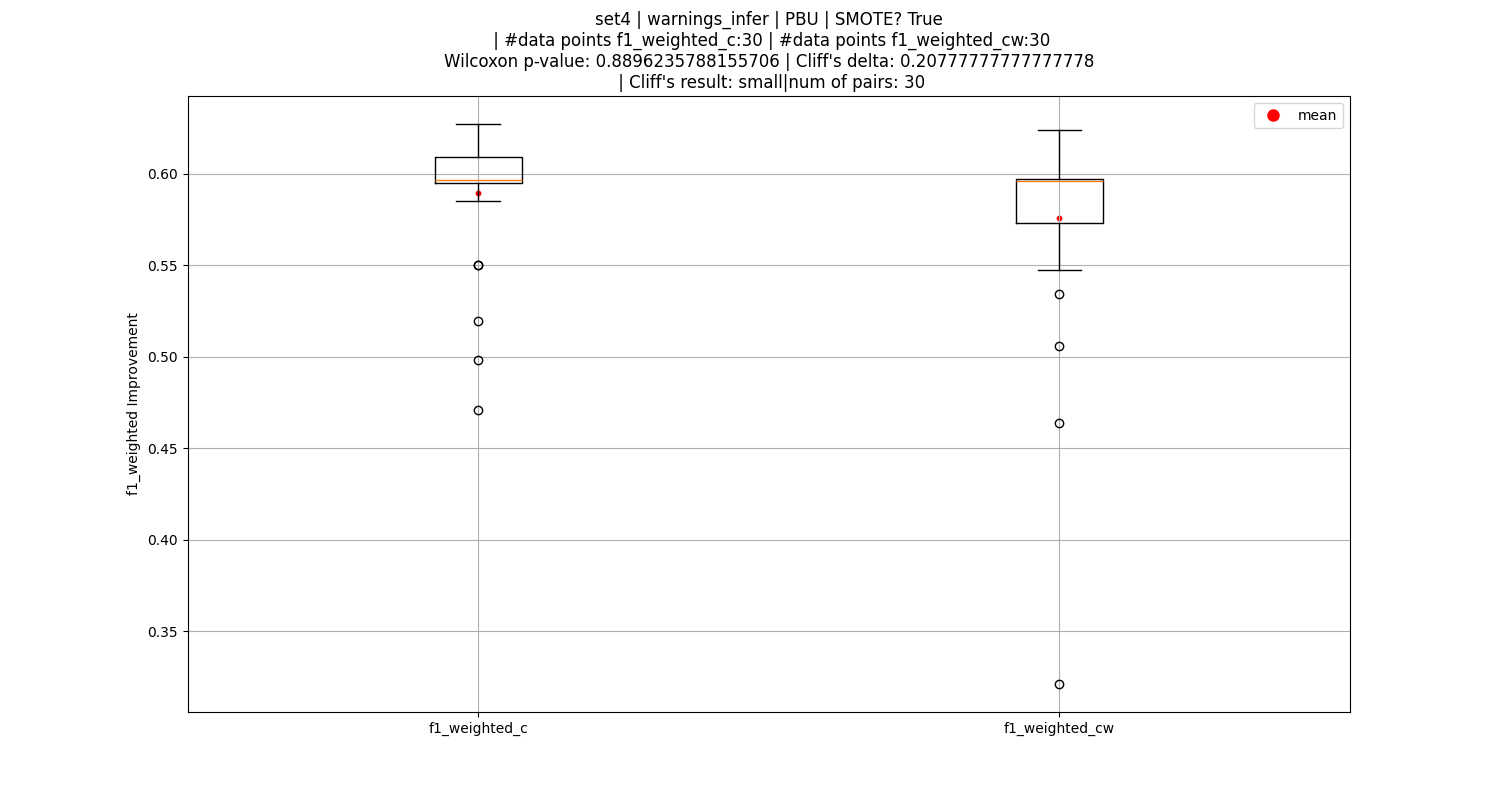 set4 | warnings_infer | PBU | SMOTE? True
| #data points f1_weighted_c:30 | #data points f1_weighted_cw:30
Wilcoxon p-value: 0.8896235788155706 | Cliff's delta: 0.20777777777777778
| Cliff's result: small|num of pairs: 30
mean
0.60
0.55
0.50
0.45
0.40
0.35
f1_weighted Improvement
f1_weighted_c
f1_weighted_cw